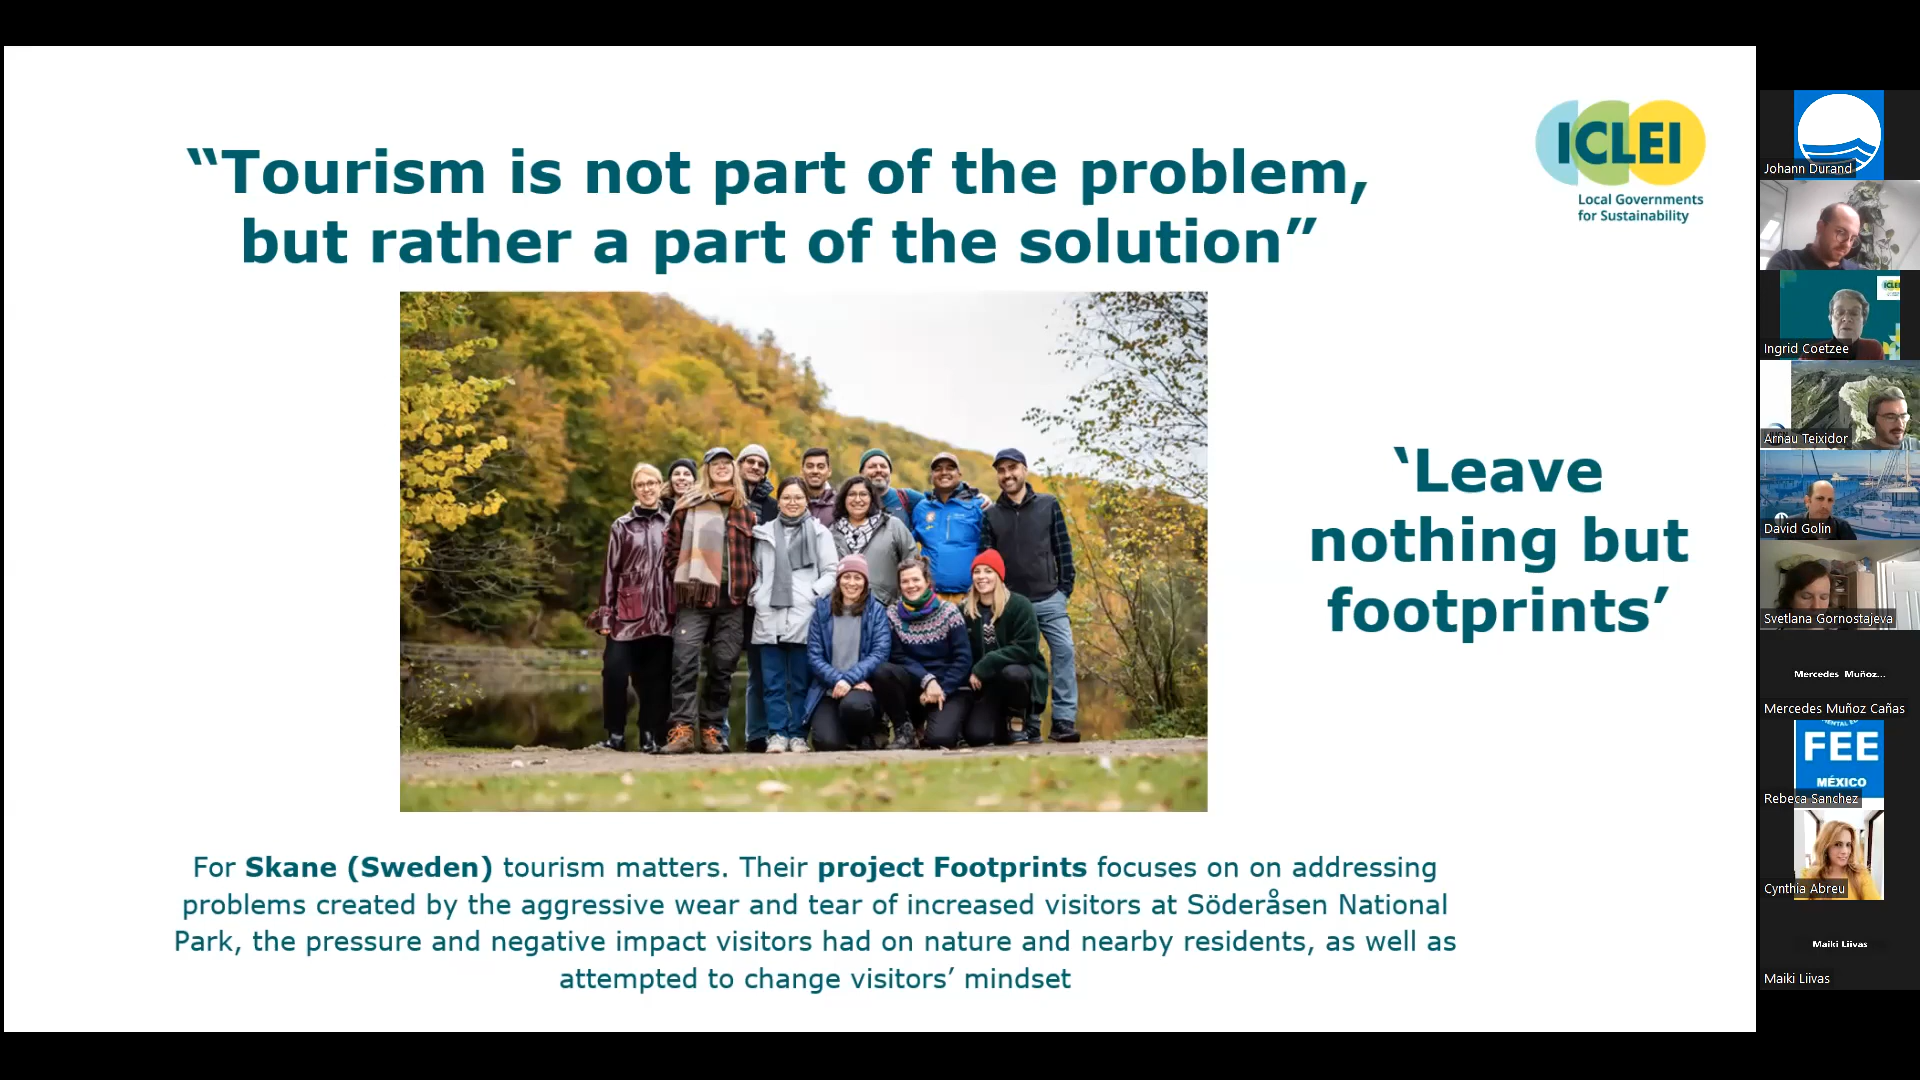 “Tourism is not part of the problem,
but rather a part of the solution”
ICLEI
Local Governments
for Sustainability
‘Leave
nothing but
footprints’
For Skane (Sweden) tourism matters. Their project Footprints focuses on on addressing
problems created by the aggressive wear and tear of increased visitors at Söderåsen National
Park, the pressure and negative impact visitors had on nature and nearby residents, as well as
attempted to change visitors’ mindset
Johann Durand
ICLEI
Ingrid Coetzee
Arnau Teixidor
David Golin
Svetlana Gornostajeva
Mercedes Muñoz...
Mercedes Muñoz Cañas
FEE
MÉXICO
Rebeca Sanchez
Cynthia Abreu
Maiki Liivas
Maiki Liivas